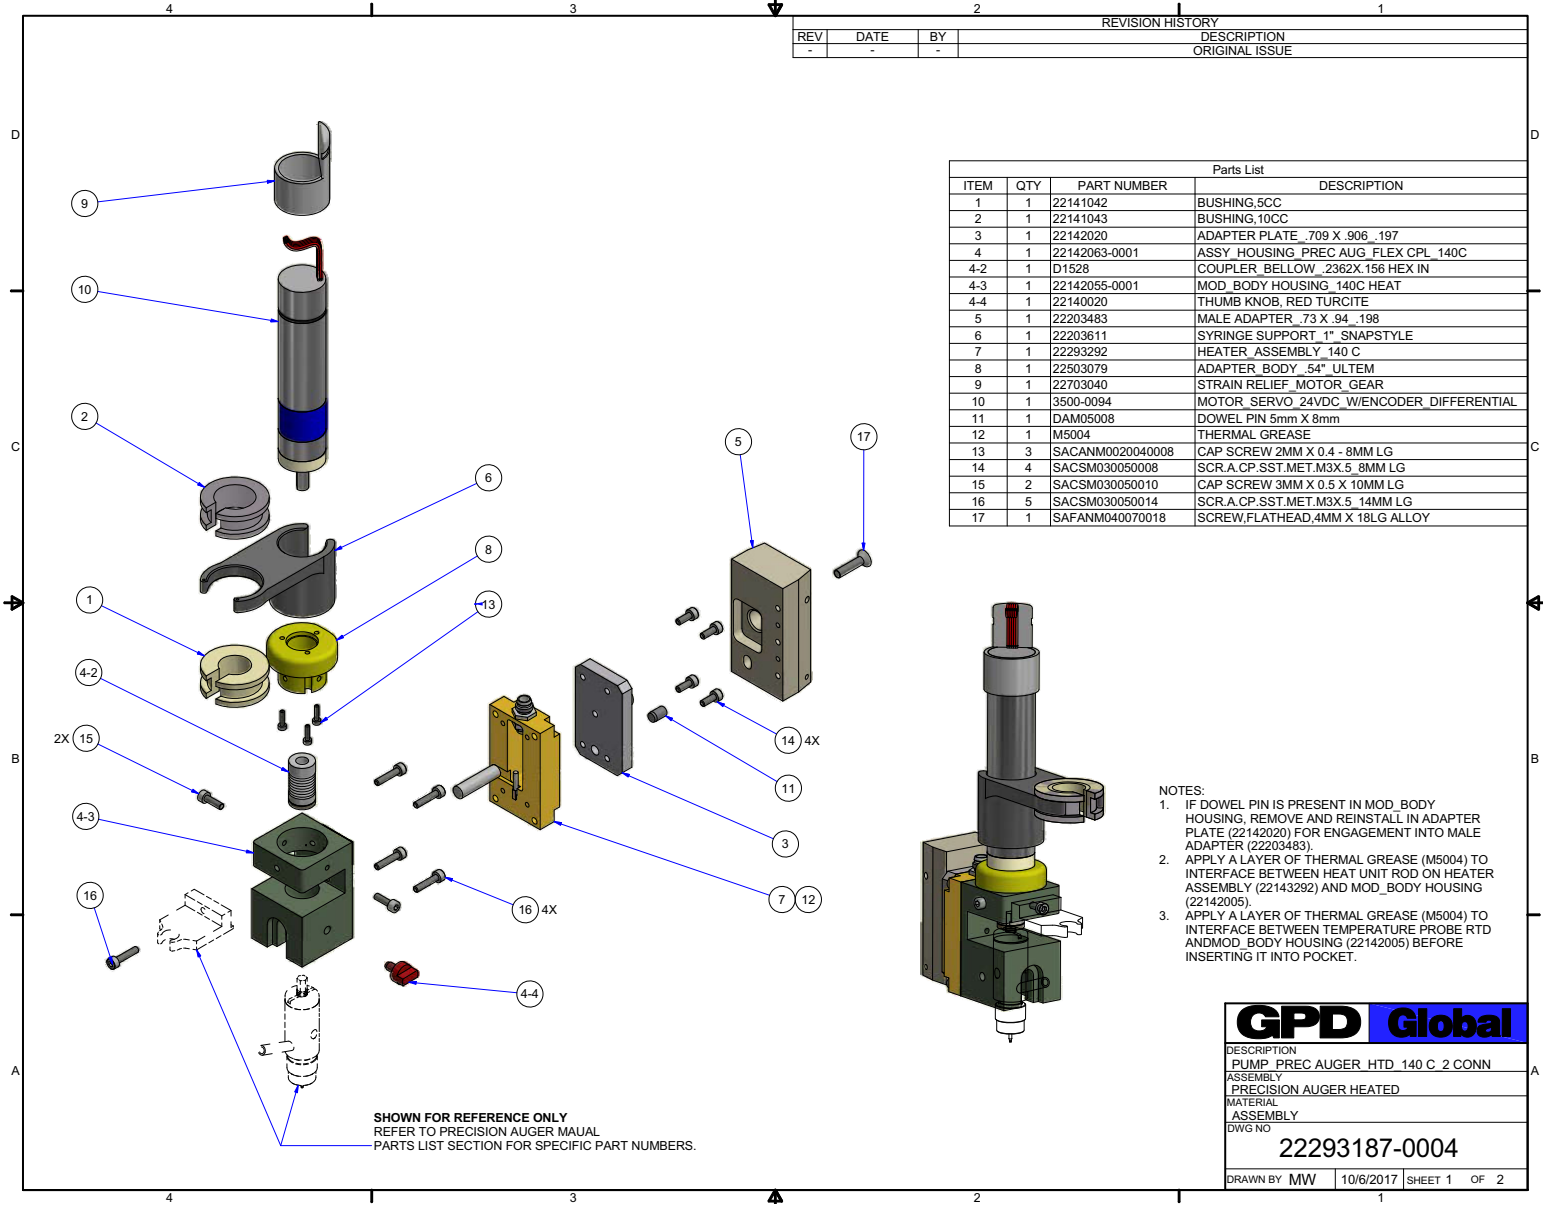 4 3 2 1
REVISION HISTORY
REV DATE BY DESCRIPTION
- - - ORIGINAL ISSUE
D D
Parts List
ITEM QTY PART NUMBER DESCRIPTION
1 1 22141042 BUSHING,5CC
2 1 22141043 BUSHING,10CC
3 1 22142020 ADAPTER PLATE_.709 X .906_.197
4 1 22142063-0001 ASSY_HOUSING_PREC AUG_FLEX CPL_140C
4-2 1 D1528 COUPLER_BELLOW_.2362X.156 HEX IN
4-3 1 22142055-0001 MOD_BODY HOUSING_140C HEAT
4-4 1 22140020 THUMB KNOB, RED TURCITE
5 1 22203483 MALE ADAPTER_.73 X .94_.198
6 1 22203611 SYRINGE SUPPORT_1"_SNAPSTYLE
7 1 22293292 HEATER_ASSEMBLY_140 C
8 1 22503079 ADAPTER_BODY_.54"_ULTEM
9 1 22703040 STRAIN RELIEF_MOTOR_GEAR
10 1 3500-0094 MOTOR_SERVO_24VDC_W/ENCODER_DIFFERENTIAL
11 1 DAM05008 DOWEL PIN 5mm X 8mm
12 1 M5004 THERMAL GREASE
13 3 SACANM0020040008 CAP SCREW 2MM X 0.4 - 8MM LG
14 4 SACSM030050008 SCR.A.CP.SST.MET.M3X.5_8MM LG
15 2 SACSM030050010 CAP SCREW 3MM X 0.5 X 10MM LG
16 5 SACSM030050014 SCR.A.CP.SST.MET.M3X.5_14MM LG
17 1 SAFANM040070018 SCREW,FLATHEAD,4MM X 18LG ALLOY
9
10
2
C C
5
17
6
8
1
13
4-2
2X 15
14 4X
B B
11
4-3
3
16
16 4X
7 12
4-4
NOTES:
1. IF DOWEL PIN IS PRESENT IN MOD_BODY
HOUSING, REMOVE AND REINSTALL IN ADAPTER
PLATE (22142020) FOR ENGAGEMENT INTO MALE
ADAPTER (22203483).
2. APPLY A LAYER OF THERMAL GREASE (M5004) TO
INTERFACE BETWEEN HEAT UNIT ROD ON HEATER
ASSEMBLY (22143292) AND MOD_BODY HOUSING
(22142005).
3. APPLY A LAYER OF THERMAL GREASE (M5004) TO
INTERFACE BETWEEN TEMPERATURE PROBE RTD
ANDMOD_BODY HOUSING (22142005) BEFORE
INSERTING IT INTO POCKET.
A A
SHOWN FOR REFERENCE ONLY
REFER TO PRECISION AUGER MAUAL
PARTS LIST SECTION FOR SPECIFIC PART NUMBERS.
GPD Global
DESCRIPTION
PUMP_PREC AUGER_HTD_140 C_2 CONN
ASSEMBLY
PRECISION AUGER HEATED
MATERIAL
ASSEMBLY
DWG NO
22293187-0004
DRAWN BY MW 10/6/2017 SHEET 1 OF 2
4 3 2 1